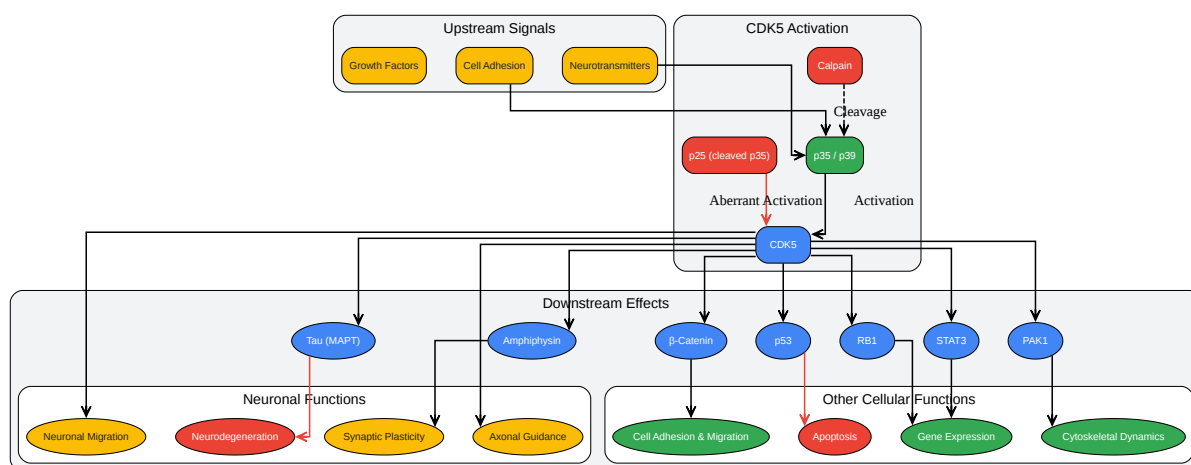 Upstream Signals
CDK5 Activation
Growth Factors
Cell Adhesion
Neurotransmitters
Calpain
Cleavage
p25 (cleaved p35)
p35 / p39
Aberrant Activation
Activation
CDK5
Downstream Effects
Tau (MAPT)
Amphiphysin
β-Catenin
p53
RB1
STAT3
PAK1
Neuronal Functions
Other Cellular Functions
Neuronal Migration
Neurodegeneration
Synaptic Plasticity
Axonal Guidance
Cell Adhesion & Migration
Apoptosis
Gene Expression
Cytoskeletal Dynamics